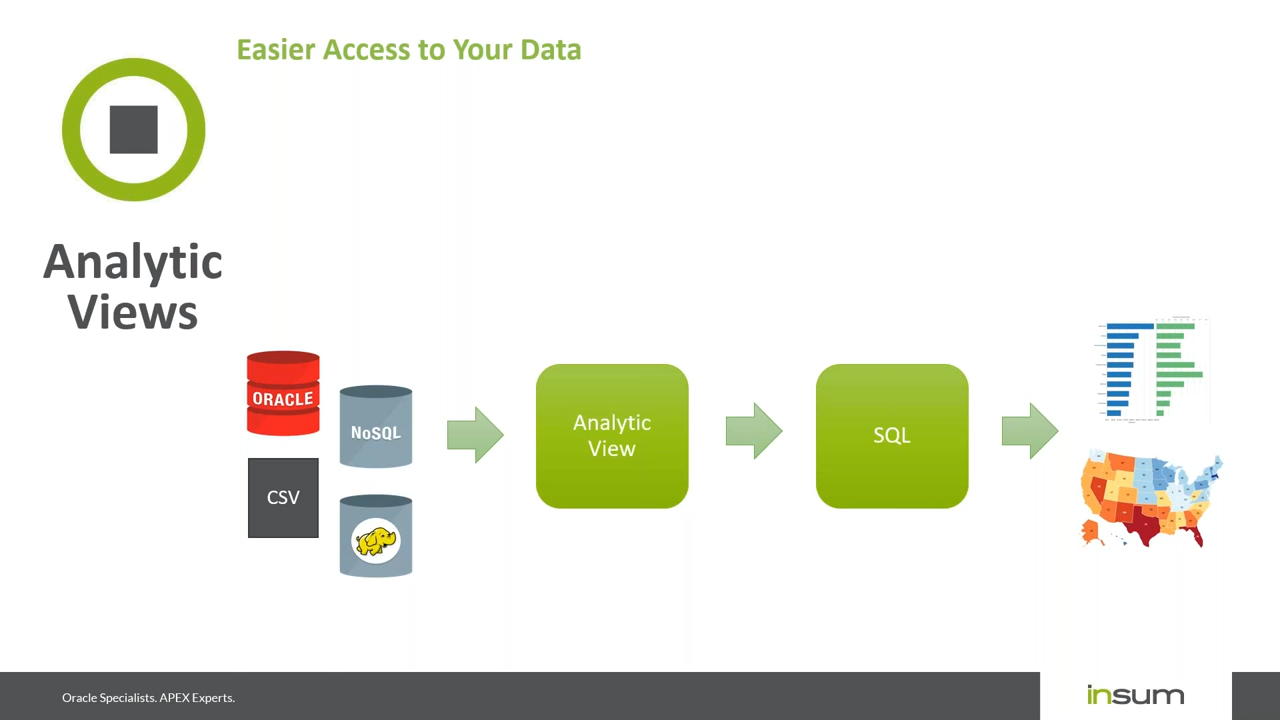 Easier Access to Your Data
Analytic
Views
ORACLE
NoSQL
CSV
Analytic
View
SQL
Oracle Specialists. APEX Experts.
insum